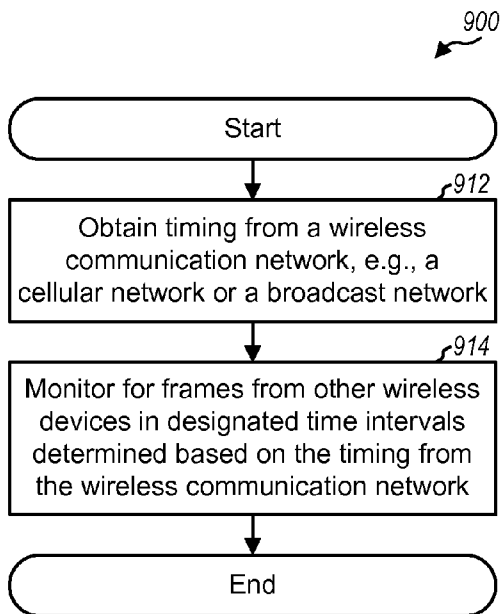 900
Start
912
Obtain timing from a wireless
communication network, e.g., a
cellular network or a broadcast network
914
Monitor for frames from other wireless
devices in designated time intervals
determined based on the timing from
the wireless communication network
End